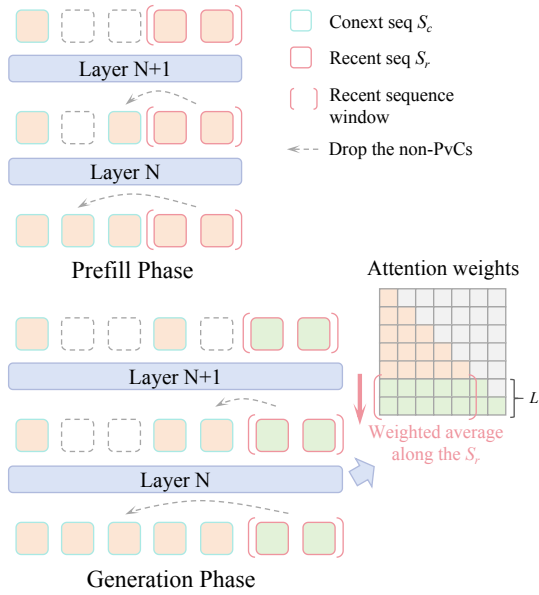 Conext seq S_c
Recent seq S_r
Recent sequence
window
Drop the non-PvCs
Layer N+1
Layer N
Prefill Phase
Attention weights
L
Weighted average
along the S_r
Layer N+1
Layer N
Generation Phase